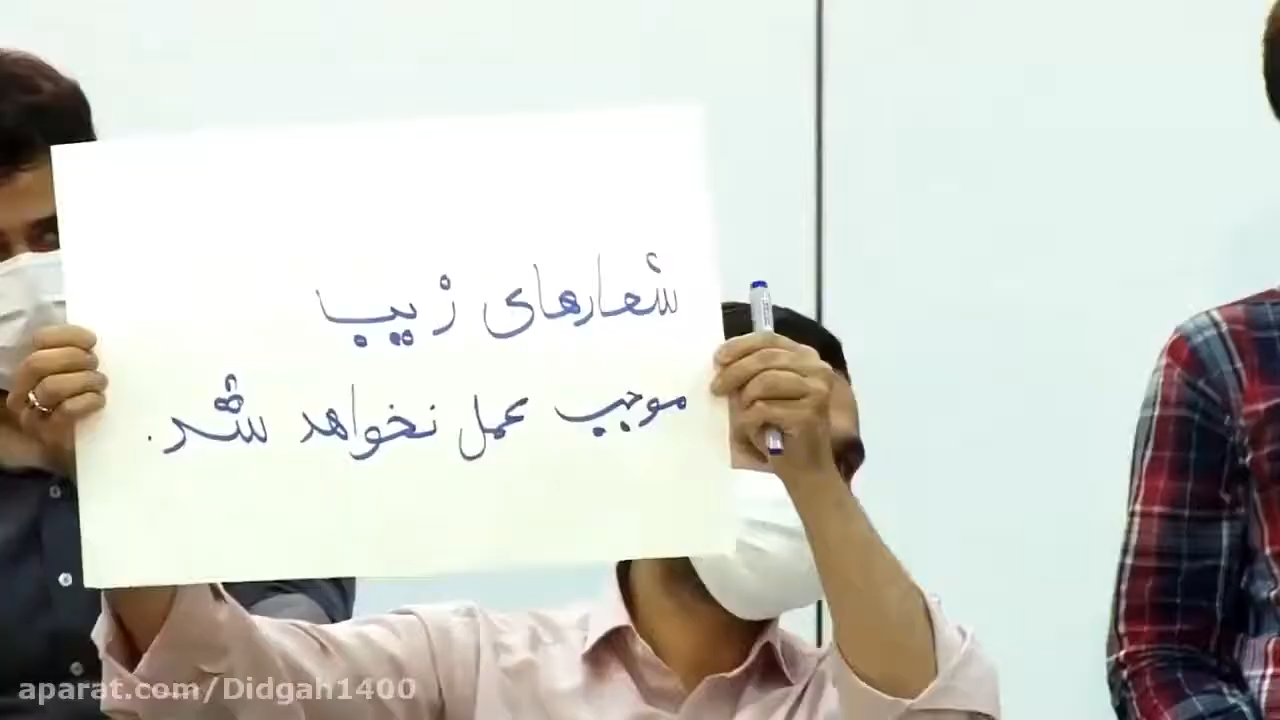 شعارهای زیبا
موجب عمل نخواهد شد.
aparat.com/Didgah1400